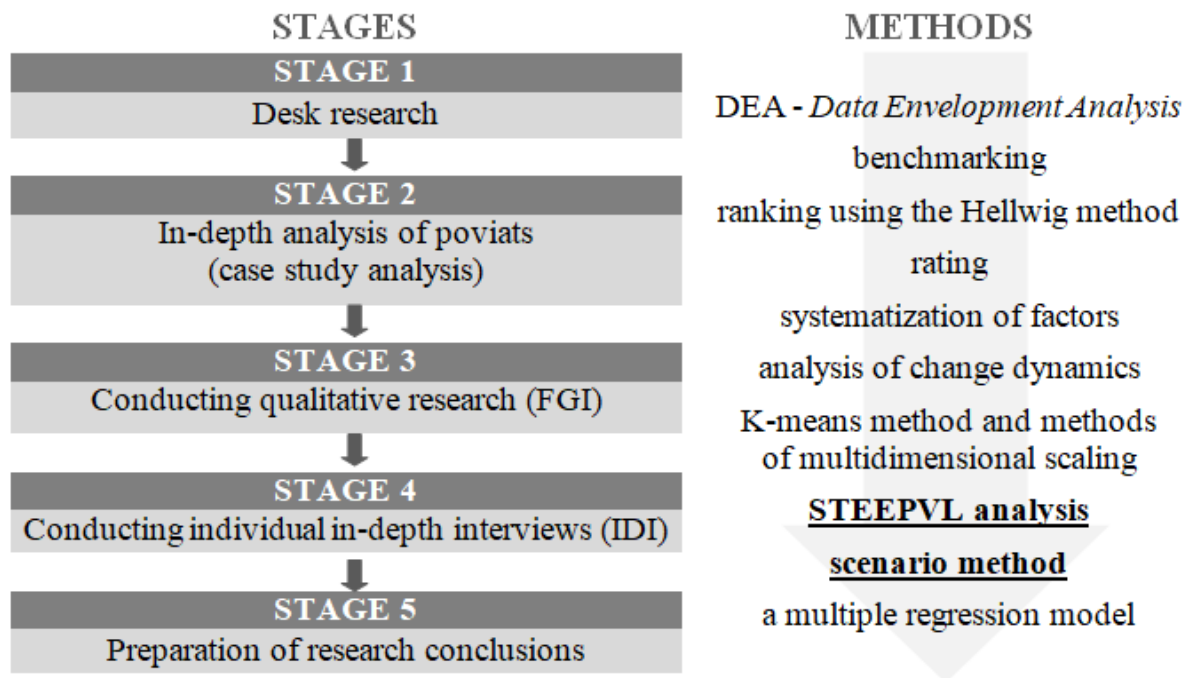 STAGES
STAGE 1
Desk research
STAGE 2
In-depth analysis of poviats
(case study analysis)
STAGE 3
Conducting qualitative research (FGI)
STAGE 4
Conducting individual in-depth interviews (IDI)
STAGE 5
Preparation of research conclusions
METHODS
DEA - Data Envelopment Analysis
benchmarking
ranking using the Hellwig method
rating
systematization of factors
analysis of change dynamics
K-means method and methods
of multidimensional scaling
STEEPVL analysis
scenario method
a multiple regression model